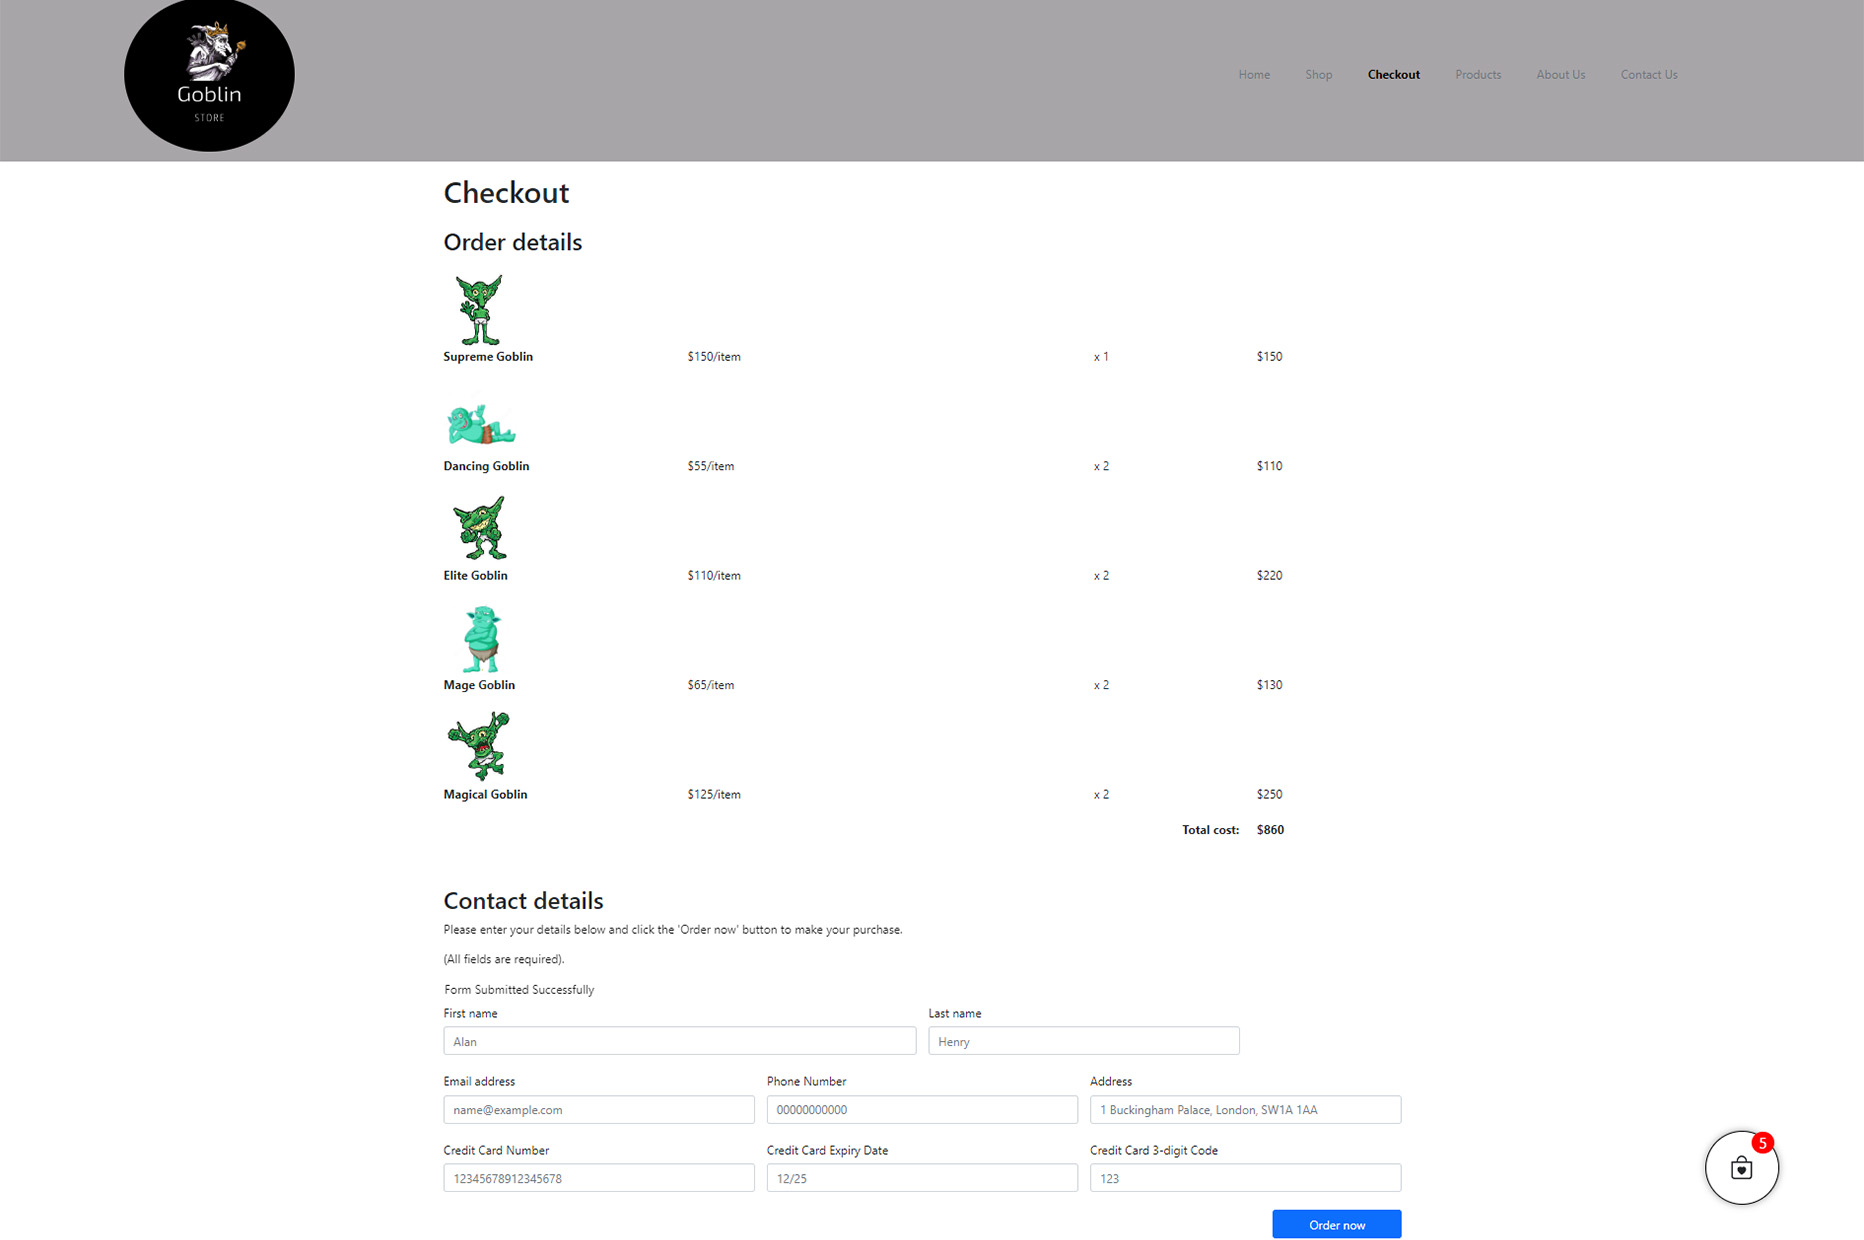 Goblin
STORE
Home Shop Checkout Products About Us Contact Us
Checkout
Order details
Supreme Goblin $150/item x 1 $150
Dancing Goblin $55/item x 2 $110
Elite Goblin $110/item x 2 $220
Mage Goblin $65/item x 2 $130
Magical Goblin $125/item x 2 $250
Total cost: $860
Contact details
Please enter your details below and click the 'Order now' button to make your purchase.
(All fields are required).
Form Submitted Successfully
First name Last name
Alan Henry
Email address Phone Number Address
name@example.com 00000000000 1 Buckingham Palace, London, SW1A 1AA
Credit Card Number Credit Card Expiry Date Credit Card 3-digit Code
12345678912345678 12/25 123
5
Order now